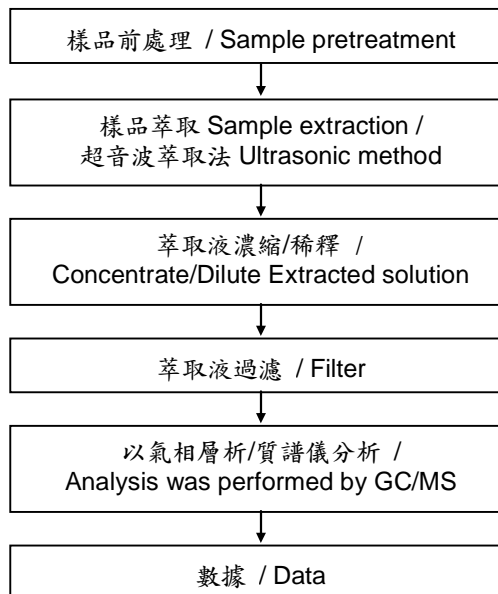 樣品前處理 / Sample pretreatment
樣品萃取 Sample extraction /
超音波萃取法 Ultrasonic method
萃取液濃縮/稀釋 /
Concentrate/Dilute Extracted solution
萃取液過濾 / Filter
以氣相層析/質譜儀分析 /
Analysis was performed by GC/MS
數據 / Data